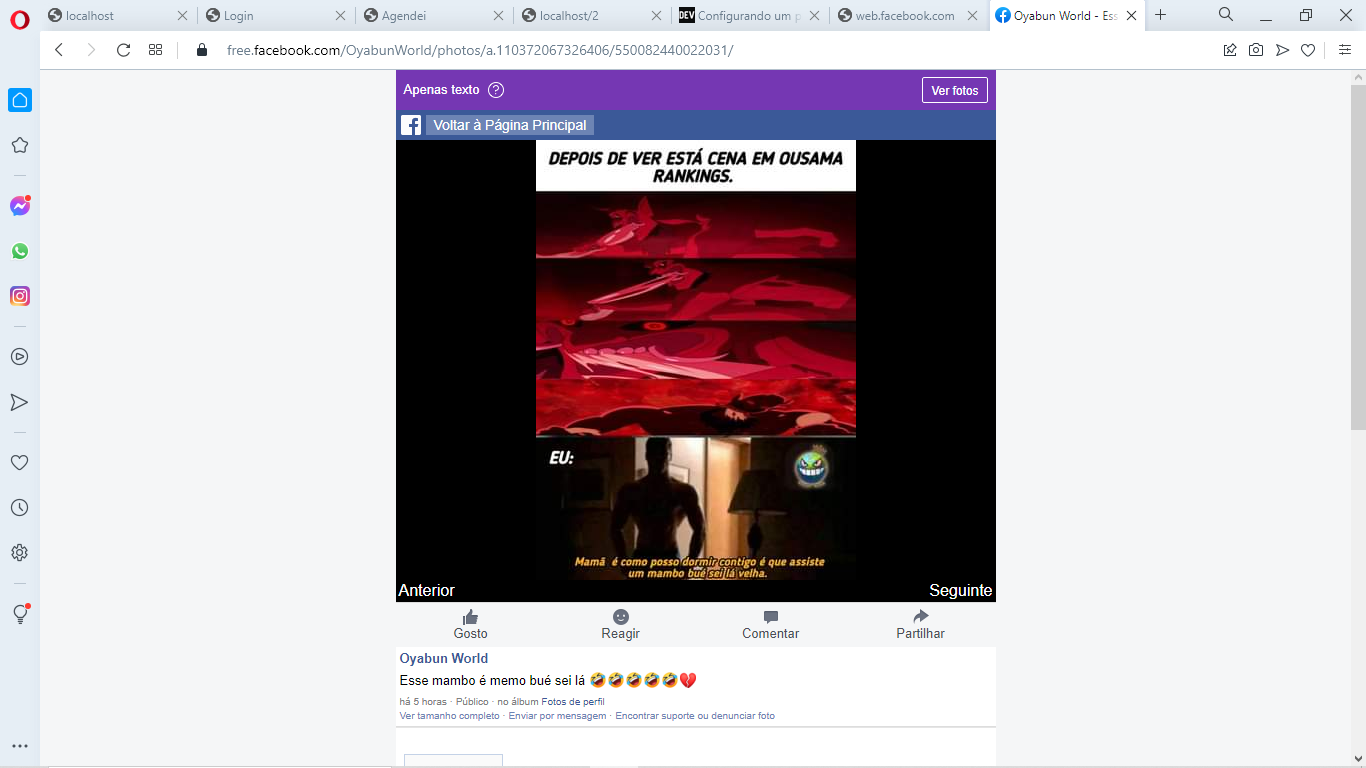 localhost
Login
Agendei
localhost/2
DEV
Configurando um p
web.facebook.com
Oyabun World - Ess
free.facebook.com/OyabunWorld/photos/a.110372067326406/550082440022031/
Apenas texto ?
Ver fotos
Voltar à Página Principal
DEPOIS DE VER ESTÁ CENA EM OUSAMA
RANKINGS.
EU:
Mamã é como posso dormir contigo é que assiste
um mambo bué sei lá velha.
Anterior
Seguinte
Gosto
Reagir
Comentar
Partilhar
Oyabun World
Esse mambo é memo bué sei lá 🤣🤣🤣🤣🤣💔
há 5 horas · Público · no álbum Fotos de perfil
Ver tamanho completo · Enviar por mensagem · Encontrar suporte ou denunciar foto